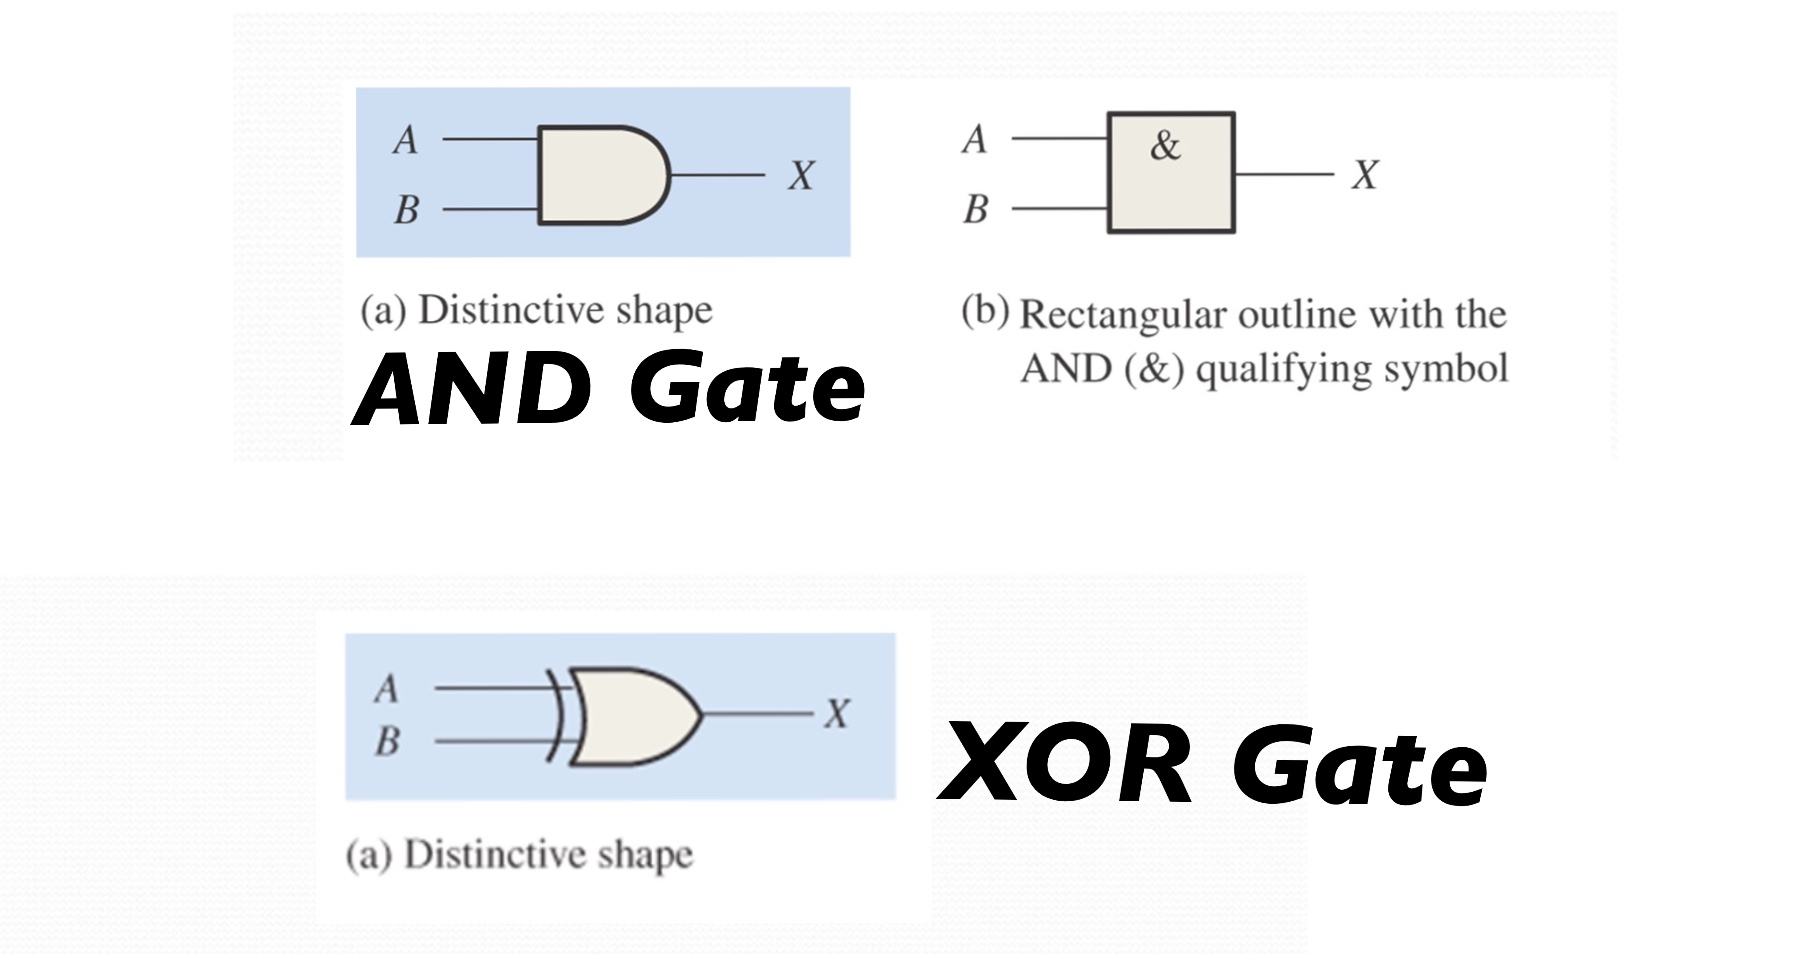 A
B
X
A
B
&
X
(a) Distinctive shape
(b) Rectangular outline with the
AND (&) qualifying symbol
AND Gate
A
B
X
XOR Gate
(a) Distinctive shape